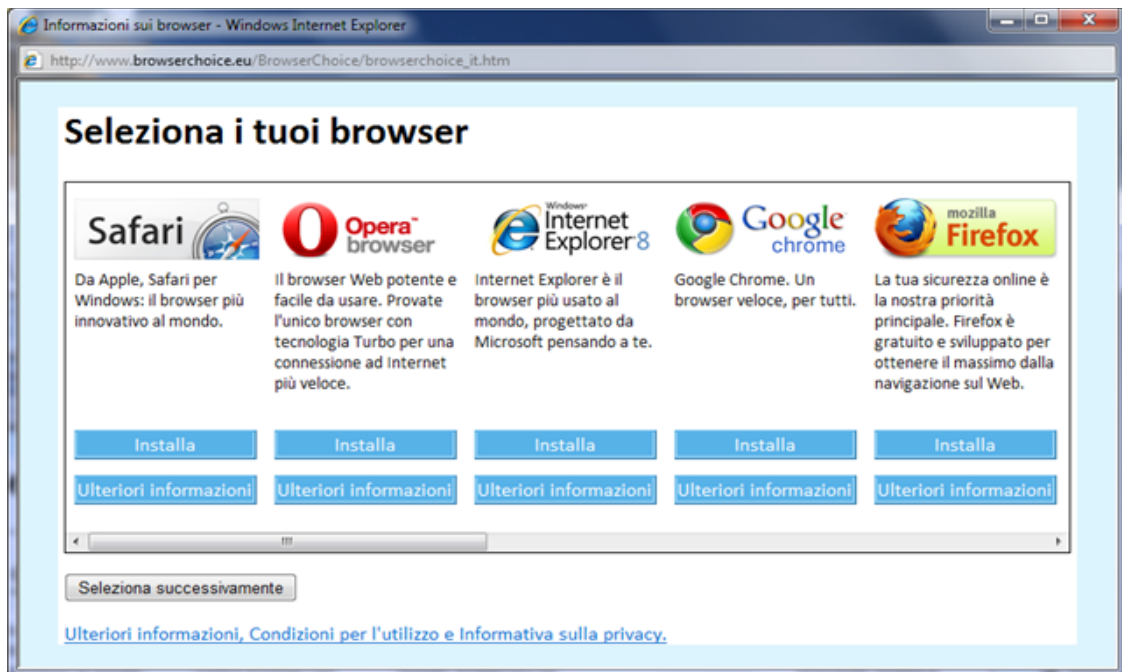 Informazioni sui browser - Windows Internet Explorer
http://www.browserchoice.eu/BrowserChoice/browserchoice_it.htm
Seleziona i tuoi browser
Safari
Da Apple, Safari per
Windows: il browser più
innovativo al mondo.
Installa
Ulteriori informazioni
Opera™
browser
Il browser Web potente e
facile da usare. Provate
l'unico browser con
tecnologia Turbo per una
connessione ad Internet
più veloce.
Installa
Ulteriori informazioni
Windows®
Internet
Explorer 8
Internet Explorer è il
browser più usato al
mondo, progettato da
Microsoft pensando a te.
Installa
Ulteriori informazioni
Google
chrome
Google Chrome. Un
browser veloce, per tutti.
Installa
Ulteriori informazioni
mozilla
Firefox
La tua sicurezza online è
la nostra priorità
principale. Firefox è
gratuito e sviluppato per
ottenere il massimo dalla
navigazione sul Web.
Installa
Ulteriori informazioni
Seleziona successivamente
Ulteriori informazioni, Condizioni per l'utilizzo e Informativa sulla privacy.